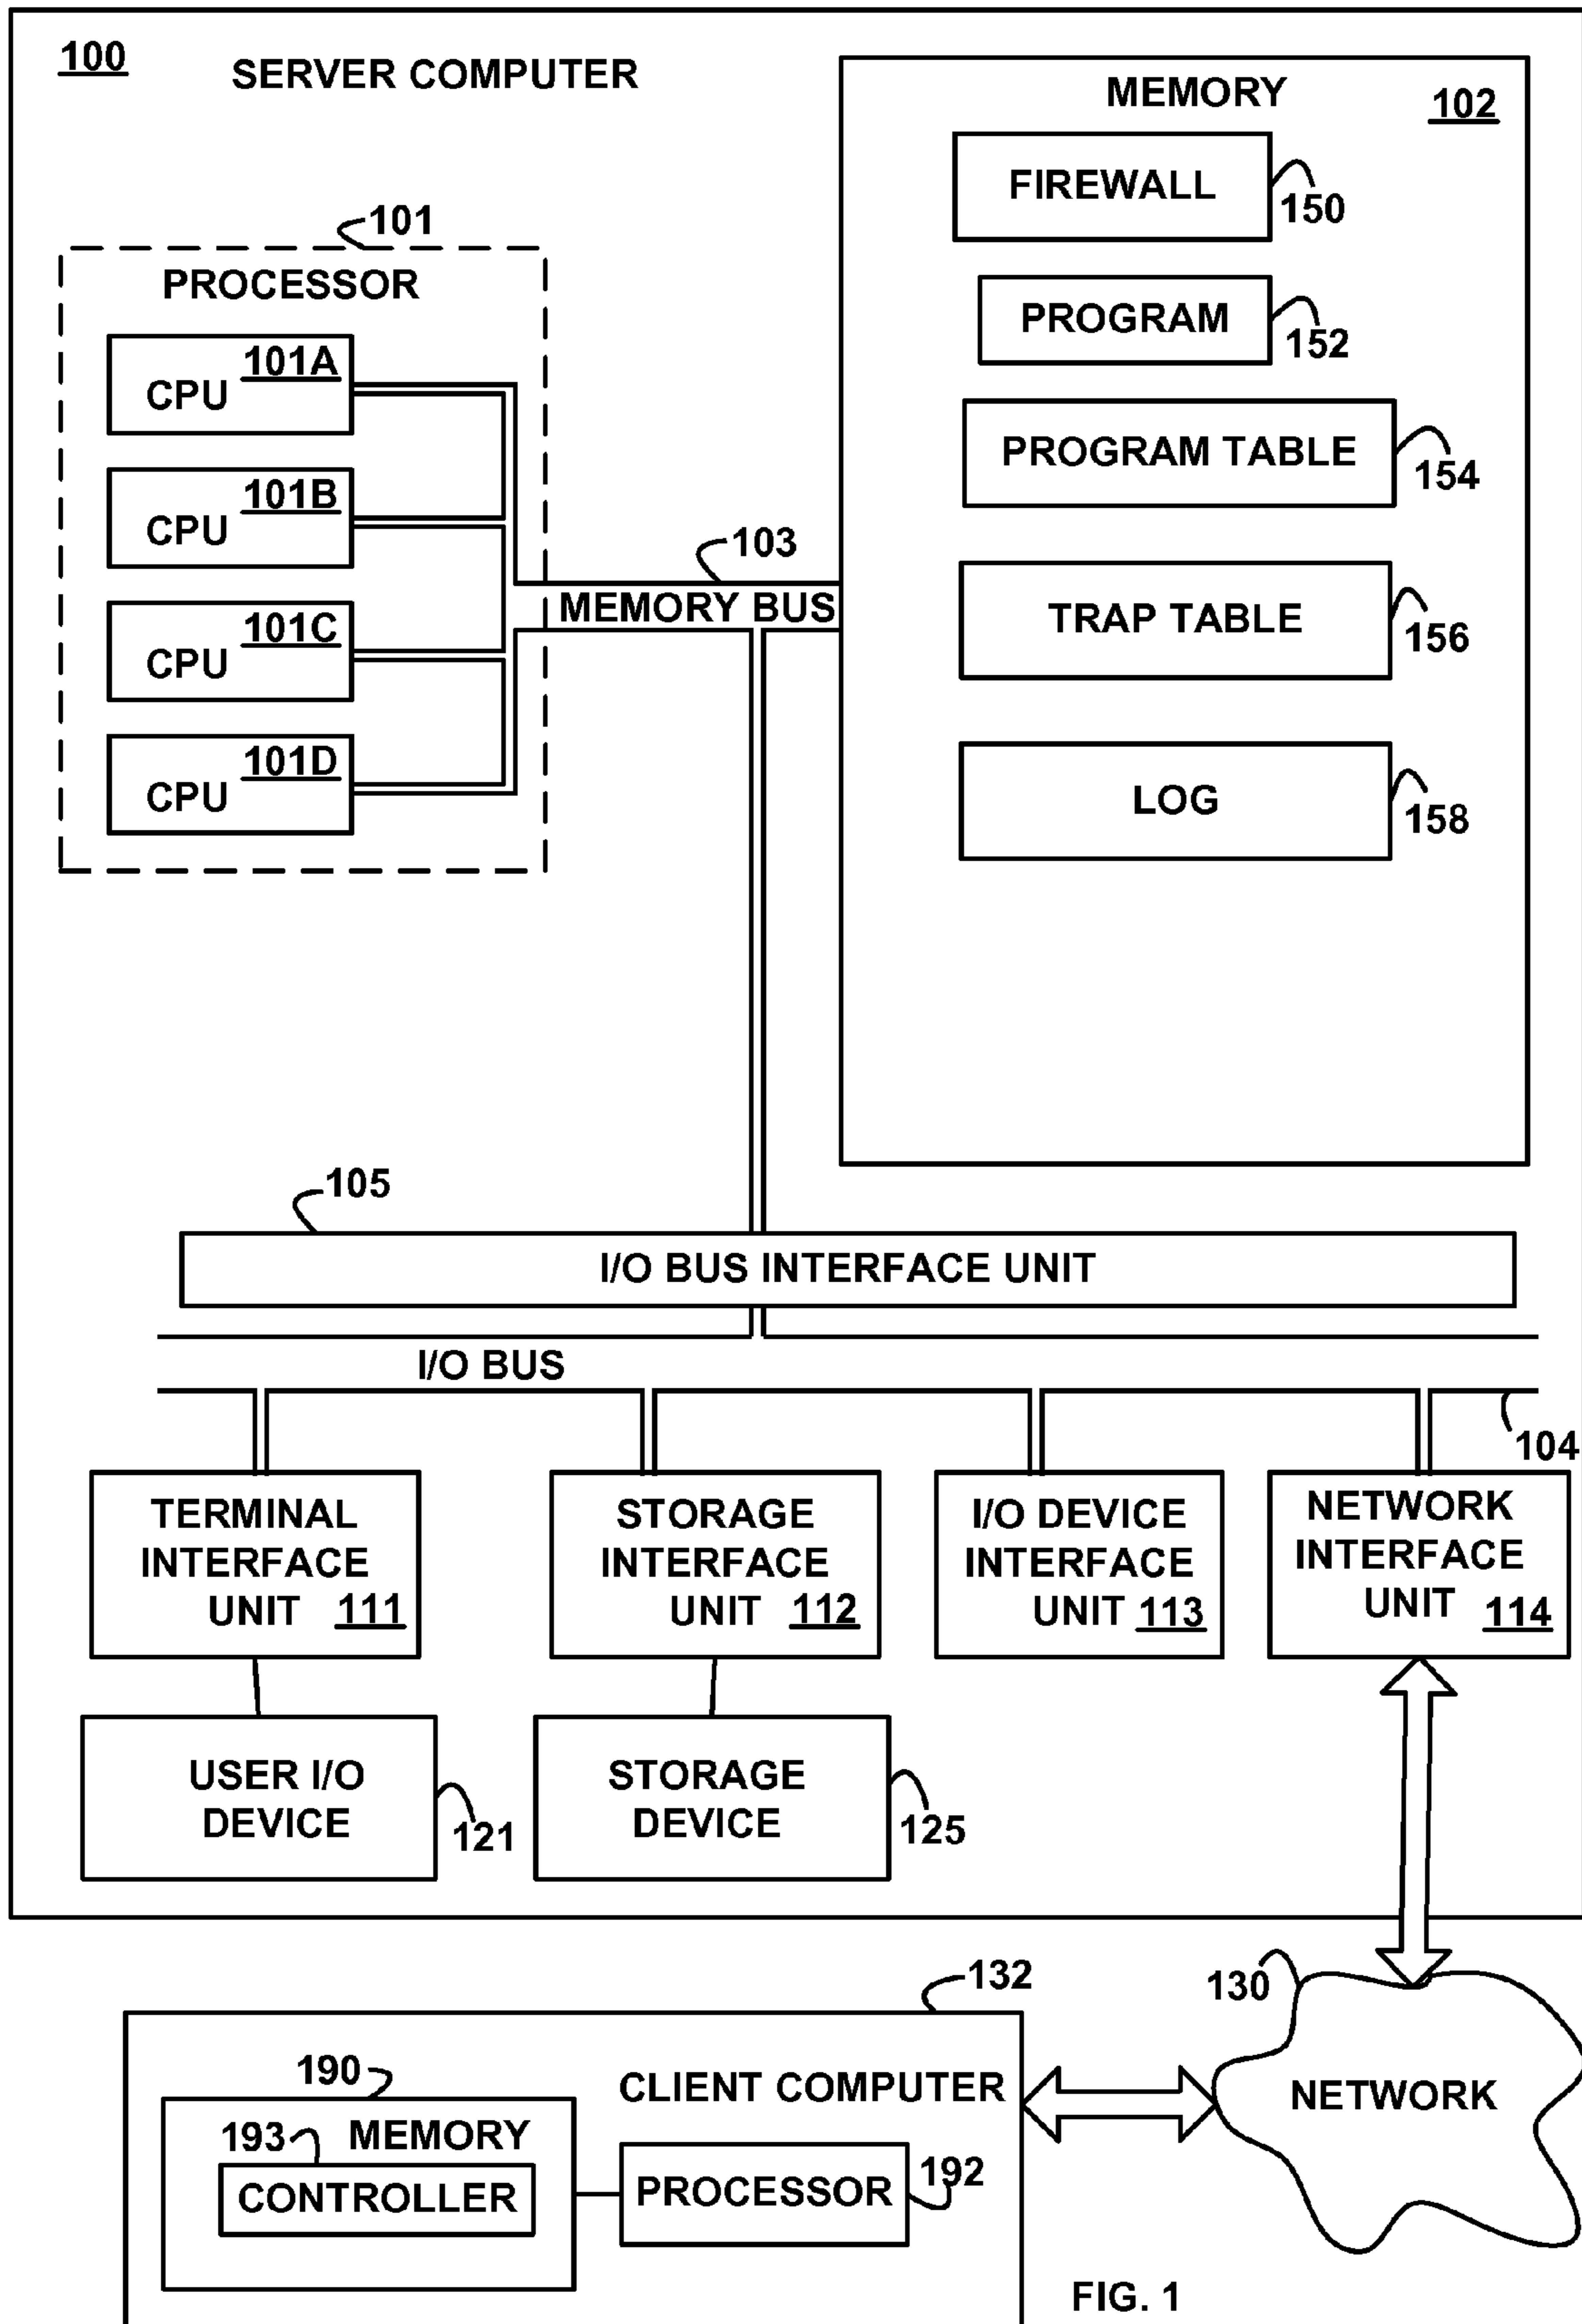 100
SERVER COMPUTER
MEMORY
102
FIREWALL
150
PROGRAM
152
PROGRAM TABLE
154
TRAP TABLE
156
LOG
158
101
PROCESSOR
101A
CPU
101B
CPU
101C
CPU
101D
CPU
103
MEMORY BUS
105
I/O BUS INTERFACE UNIT
I/O BUS
104
TERMINAL
INTERFACE
UNIT 111
STORAGE
INTERFACE
UNIT 112
I/O DEVICE
INTERFACE
UNIT 113
NETWORK
INTERFACE
UNIT 114
USER I/O
DEVICE
121
STORAGE
DEVICE
125
132
130
190
CLIENT COMPUTER
NETWORK
193
MEMORY
CONTROLLER
PROCESSOR
192
FIG. 1